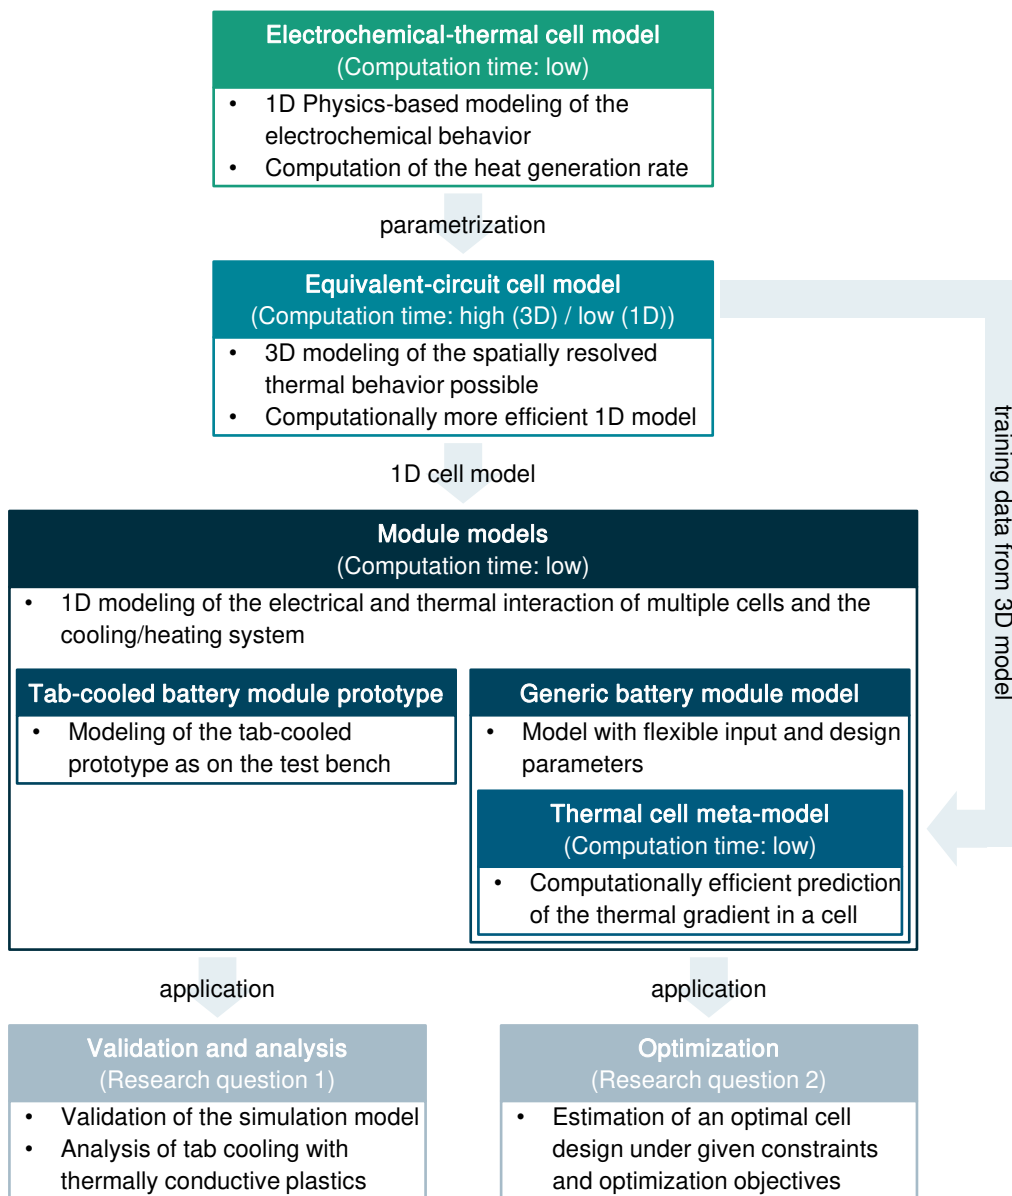 Electrochemical-thermal cell model
(Computation time: low)
• 1D Physics-based modeling of the
electrochemical behavior
• Computation of the heat generation rate
parametrization
Equivalent-circuit cell model
(Computation time: high (3D) / low (1D))
• 3D modeling of the spatially resolved
thermal behavior possible
• Computationally more efficient 1D model
training data from 3D model
1D cell model
Module models
(Computation time: low)
• 1D modeling of the electrical and thermal interaction of multiple cells and the
cooling/heating system
Tab-cooled battery module prototype
• Modeling of the tab-cooled
prototype as on the test bench
Generic battery module model
• Model with flexible input and design
parameters
Thermal cell meta-model
(Computation time: low)
• Computationally efficient prediction
of the thermal gradient in a cell
application
Validation and analysis
(Research question 1)
• Validation of the simulation model
• Analysis of tab cooling with
thermally conductive plastics
application
Optimization
(Research question 2)
• Estimation of an optimal cell
design under given constraints
and optimization objectives